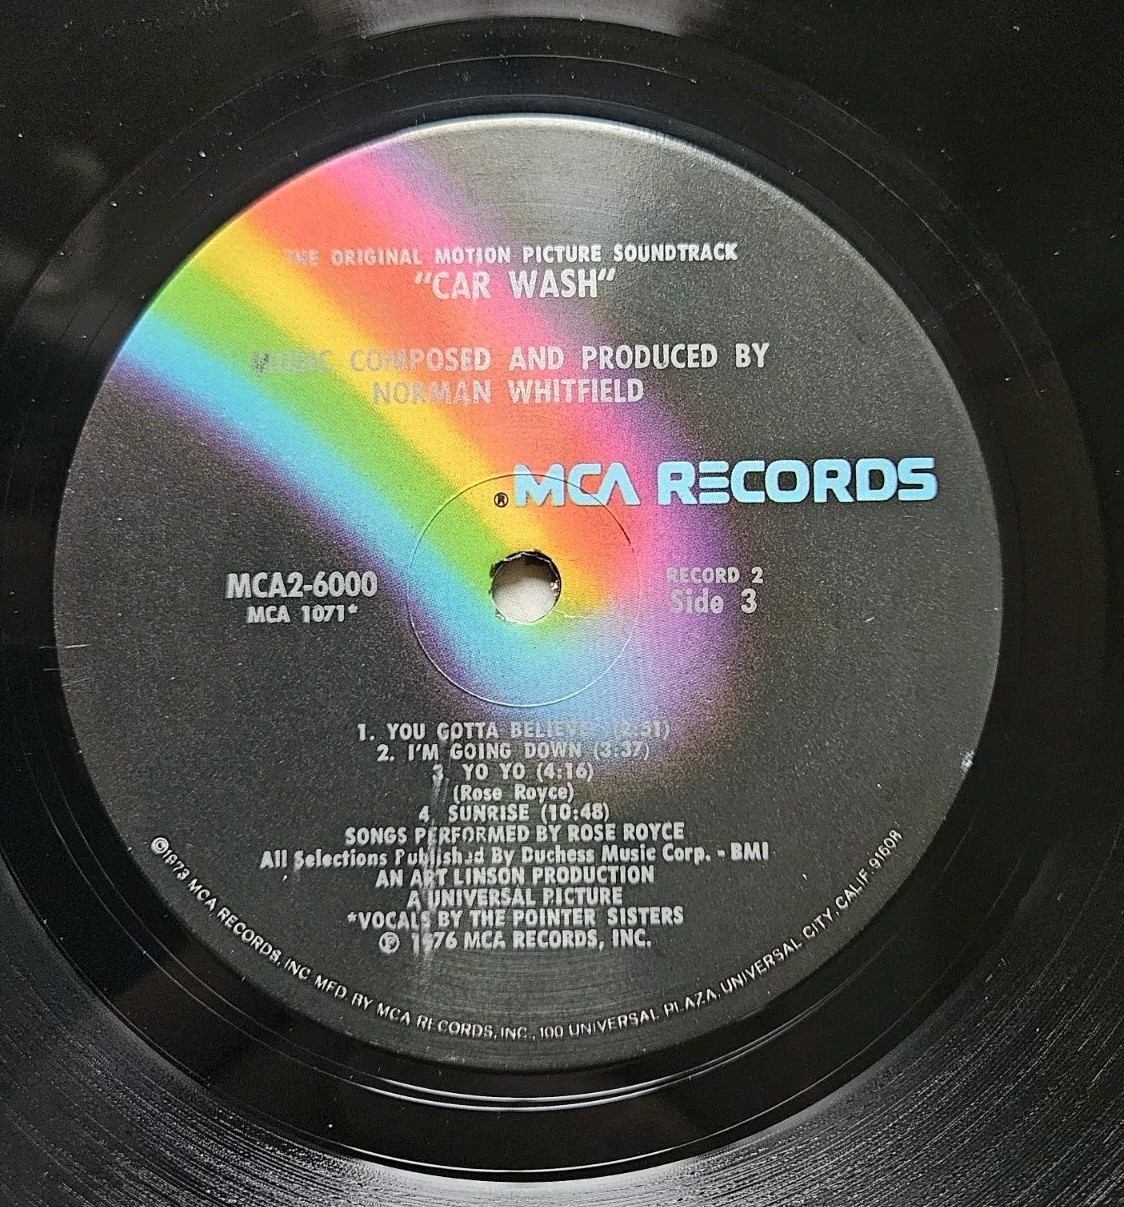 THE ORIGINAL MOTION PICTURE SOUNDTRACK
"CAR WASH"
MUSIC COMPOSED AND PRODUCED BY
NORMAN WHITFIELD
® MCA RECORDS
MCA2-6000
MCA 1071*
RECORD 2
Side 3
1. YOU GOTTA BELIEVE* (2:51)
2. I'M GOING DOWN (3:37)
3. YO YO (4:16)
(Rose Royce)
4. SUNRISE (10:48)
SONGS PERFORMED BY ROSE ROYCE
All Selections Published By Duchess Music Corp. - BMI
AN ART LINSON PRODUCTION
A UNIVERSAL PICTURE
*VOCALS BY THE POINTER SISTERS
℗ 1976 MCA RECORDS, INC.
©1973 MCA RECORDS, INC. MFD. BY MCA RECORDS, INC., 100 UNIVERSAL PLAZA, UNIVERSAL CITY, CALIF. 91608